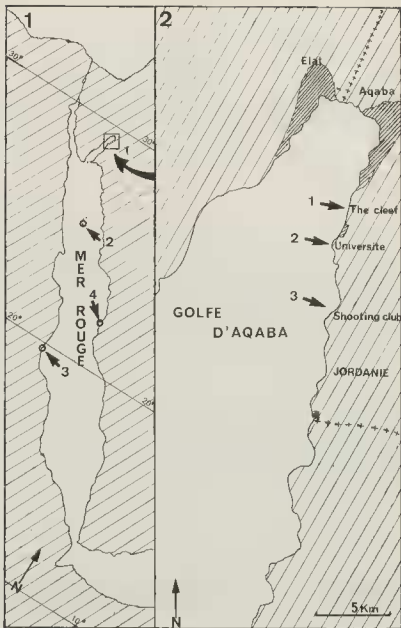 1
30°
30°
1
2
MER ROUGE
4
3
20°
20°
N
10°
2
Elat
Aqaba
1
The cleef
2
Universite
3
Shooting club
GOLFE
D'AQABA
JORDANIE
N
5 Km